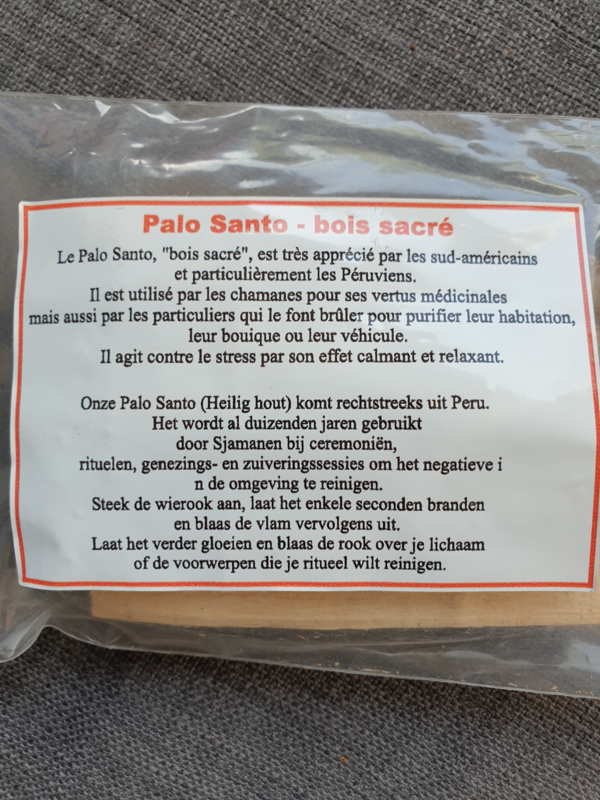 Palo Santo - bois sacré
Le Palo Santo, "bois sacré", est très apprécié par les sud-américains
et particulièrement les Péruviens.
Il est utilisé par les chamanes pour ses vertus médicinales
mais aussi par les particuliers qui le font brûler pour purifier leur habitation,
leur bouique ou leur véhicule.
Il agit contre le stress par son effet calmant et relaxant.
Onze Palo Santo (Heilig hout) komt rechtstreeks uit Peru.
Het wordt al duizenden jaren gebruikt
door Sjamanen bij ceremoniën,
rituelen, genezings- en zuiveringssessies om het negatieve i
n de omgeving te reinigen.
Steek de wierook aan, laat het enkele seconden branden
en blaas de vlam vervolgens uit.
Laat het verder gloeien en blaas de rook over je lichaam
of de voorwerpen die je ritueel wilt reinigen.